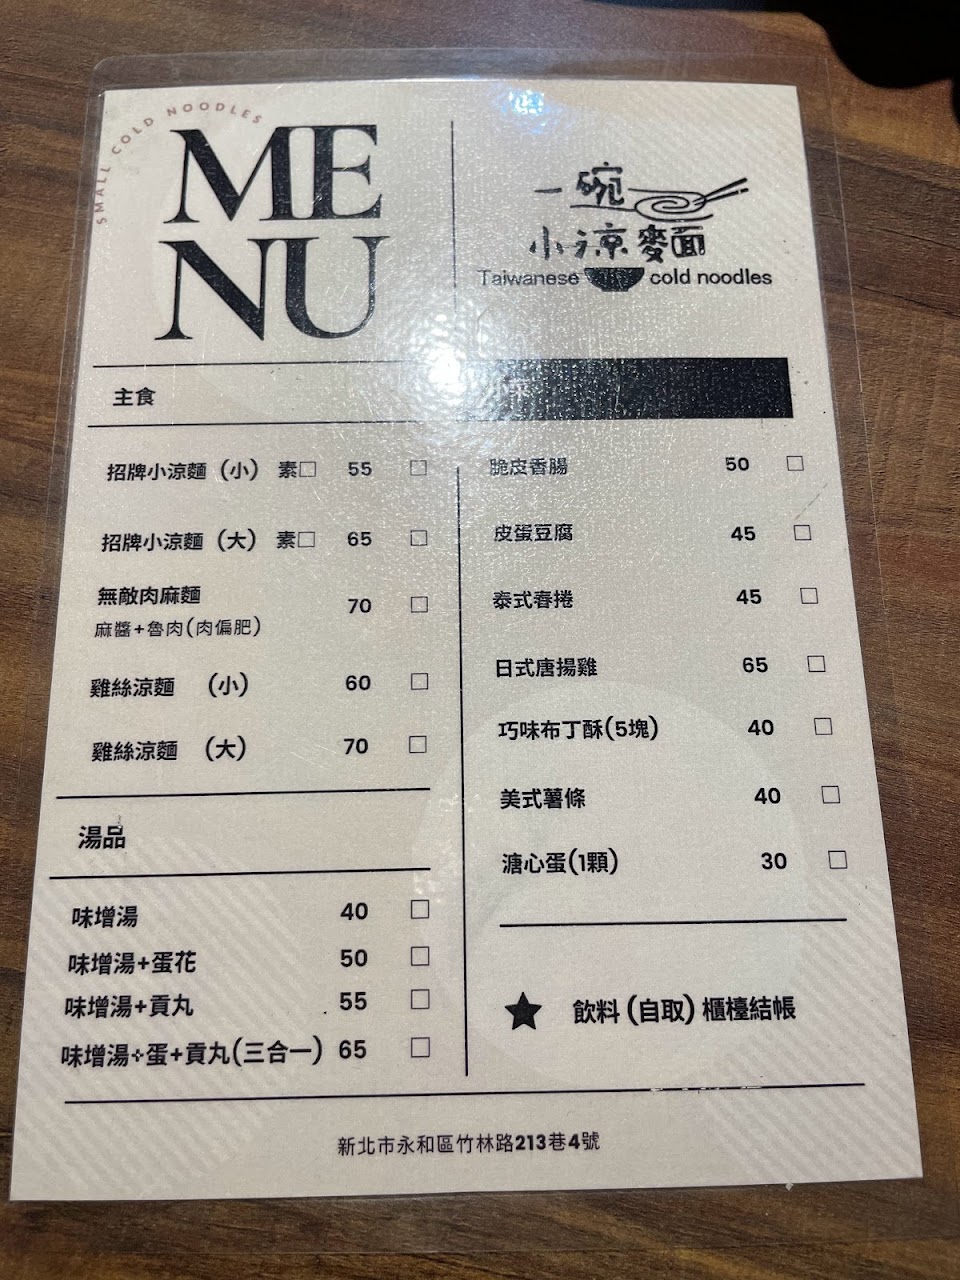 SMALL COLD NOODLES
ME
NU
一碗
小涼麥面
Taiwanese cold noodles
主食
招牌小涼麵（小） 素□ 55 □
招牌小涼麵（大） 素□ 65 □
無敵肉麻麵 70 □
麻醬+魯肉(肉偏肥)
雞絲涼麵 （小） 60 □
雞絲涼麵 （大） 70 □
湯品
味增湯 40 □
味增湯+蛋花 50 □
味增湯+貢丸 55 □
味增湯+蛋+貢丸(三合一) 65 □
脆皮香腸 50 □
皮蛋豆腐 45 □
泰式春捲 45 □
日式唐揚雞 65 □
巧味布丁酥(5塊) 40 □
美式薯條 40 □
溏心蛋(1顆) 30 □
★ 飲料（自取）櫃檯結帳
新北市永和區竹林路213巷4號